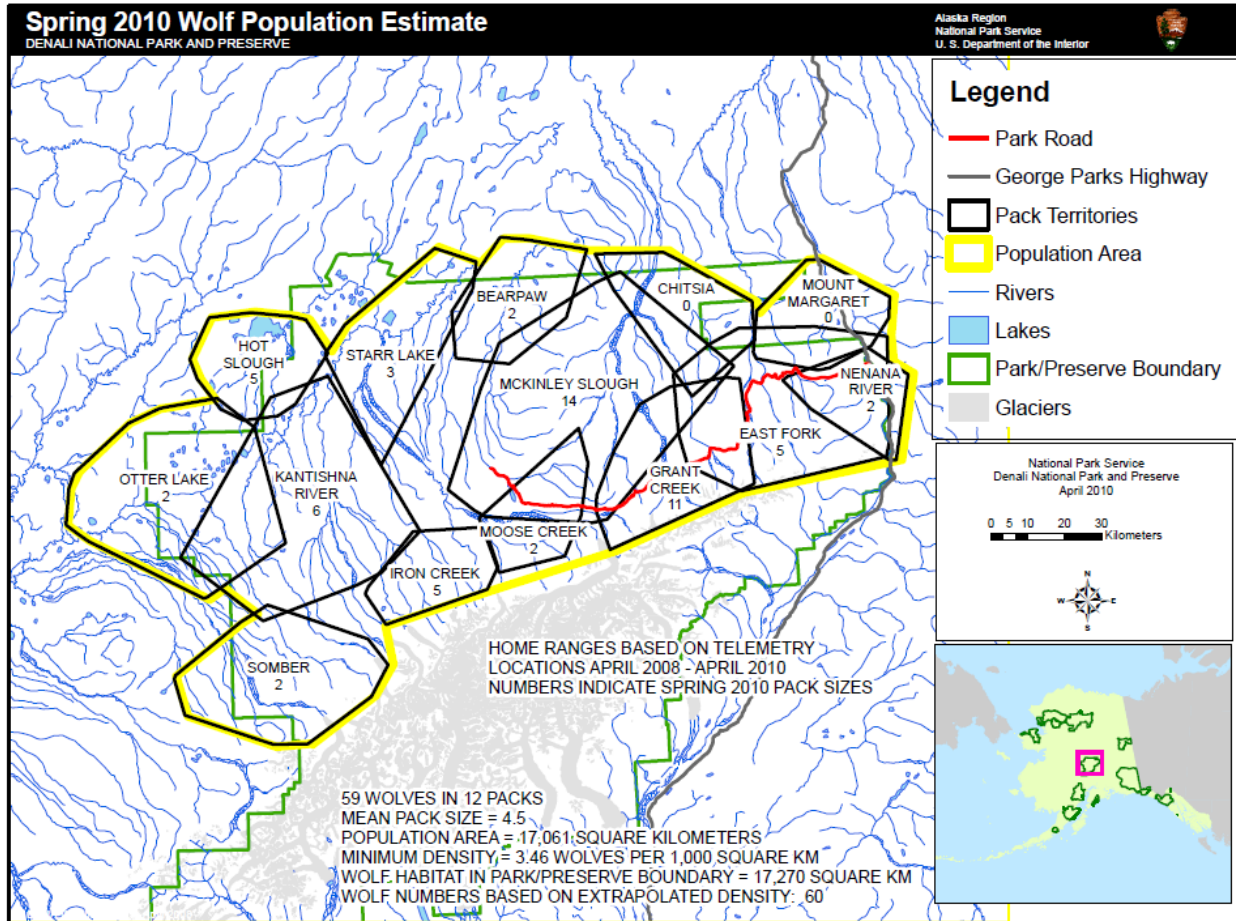 Spring 2010 Wolf Population Estimate
DENALI NATIONAL PARK AND PRESERVE
Alaska Region
National Park Service
U. S. Department of the Interior
Legend
Park Road
George Parks Highway
Pack Territories
Population Area
Rivers
Lakes
Park/Preserve Boundary
Glaciers
National Park Service
Denali National Park and Preserve
April 2010
0 5 10 20 30
Kilometers
N
W E
S
CHITSIA
0
MOUNT
MARGARET
0
BEARPAW
2
HOT
SLOUGH
5
STARR LAKE
3
MCKINLEY SLOUGH
14
NENANA
RIVER
2
EAST FORK
5
OTTER LAKE
2
KANTISHNA
RIVER
6
GRANT
CREEK
11
MOOSE CREEK
2
IRON CREEK
5
SOMBER
2
HOME RANGES BASED ON TELEMETRY
LOCATIONS APRIL 2008 - APRIL 2010
NUMBERS INDICATE SPRING 2010 PACK SIZES
59 WOLVES IN 12 PACKS
MEAN PACK SIZE = 4.5
POPULATION AREA = 17,061 SQUARE KILOMETERS
MINIMUM DENSITY = 3.46 WOLVES PER 1,000 SQUARE KM
WOLF HABITAT IN PARK/PRESERVE BOUNDARY = 17,270 SQUARE KM
WOLF NUMBERS BASED ON EXTRAPOLATED DENSITY: 60